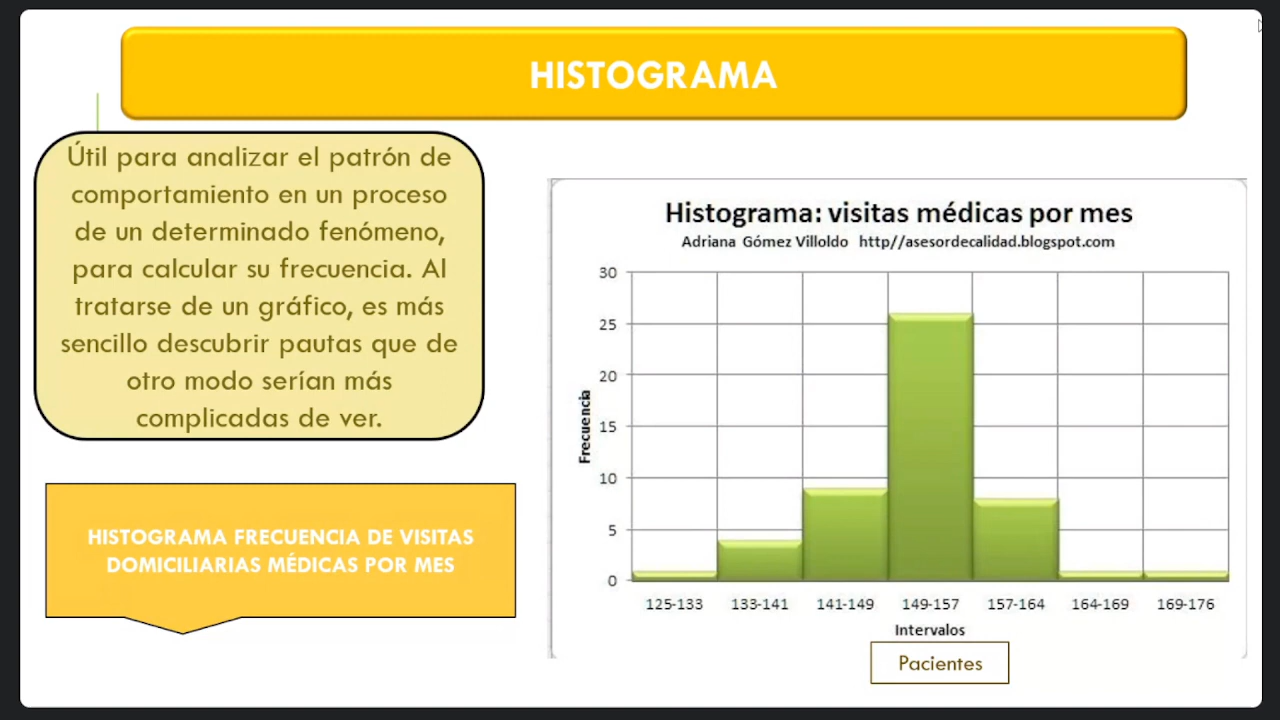 HISTOGRAMA
Útil para analizar el patrón de
comportamiento en un proceso
de un determinado fenómeno,
para calcular su frecuencia. Al
tratarse de un gráfico, es más
sencillo descubrir pautas que de
otro modo serían más
complicadas de ver.
HISTOGRAMA FRECUENCIA DE VISITAS
DOMICILIARIAS MÉDICAS POR MES
Histograma: visitas médicas por mes
Adriana Gómez Villoldo http//asesordecalidad.blogspot.com
30
25
20
15
10
5
0
Frecuencia
125-133 133-141 141-149 149-157 157-164 164-169 169-176
Intervalos
Pacientes